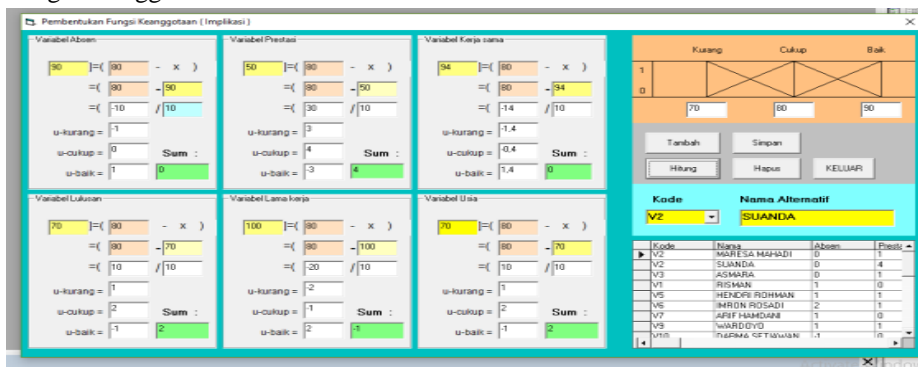 Pembentukan Fungsi Keanggotaan ( Implikasi )
Variabel Absen
90 ]=( 80 - x )
=( 80 - 90
=( -10 / 10
u-kurang = -1
u-cukup = 0 Sum :
u-baik = 1 0
Variabel Prestasi
50 ]=( 80 - x )
=( 80 - 50
=( 30 / 10
u-kurang = 3
u-cukup = 4 Sum :
u-baik = -3 4
Variabel Kerja sama
94 ]=( 80 - x )
=( 80 - 94
=( -14 / 10
u-kurang = -1,4
u-cukup = -0,4 Sum :
u-baik = 1,4 0
Variabel Lulusan
70 ]=( 80 - x )
=( 80 - 70
=( 10 / 10
u-kurang = 1
u-cukup = 2 Sum :
u-baik = -1 2
Variabel Lama kerja
100 ]=( 80 - x )
=( 80 - 100
=( -20 / 10
u-kurang = -2
u-cukup = -1 Sum :
u-baik = 2 -1
Variabel Usia
70 ]=( 80 - x )
=( 80 - 70
=( 10 / 10
u-kurang = 1
u-cukup = 2 Sum :
u-baik = -1 2
Kurang Cukup Baik
1
0
70 80 90
Tambah Simpan
Hitung Hapus KELUAR
Kode Nama Alternatif
V2 SUANDA
Kode Nama Absen Presta
V2 MARESA MAHADI 0 1
V2 SUANDA 0 4
V3 ASMARA 0 1
V1 RISMAN 1 0
V5 HENDRI ROHMAN 1 1
V6 IMRON ROSADI 2 1
V7 ARIF HAMDANI 1 0
V9 WARDOYO 1 1
V10 DARMA SETIAWAN -1 0